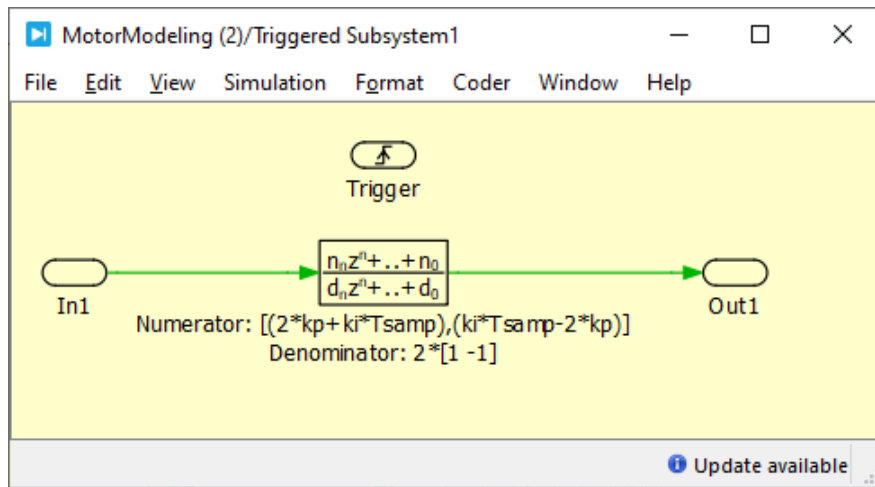 MotorModeling (2)/Triggered Subsystem1
File Edit View Simulation Format Coder Window Help
Trigger
nₙzⁿ+..+n₀
dₙzⁿ+..+d₀
In1
Out1
Numerator: [(2*kp+ki*Tsamp),(ki*Tsamp-2*kp)]
Denominator: 2*[1 -1]
Update available